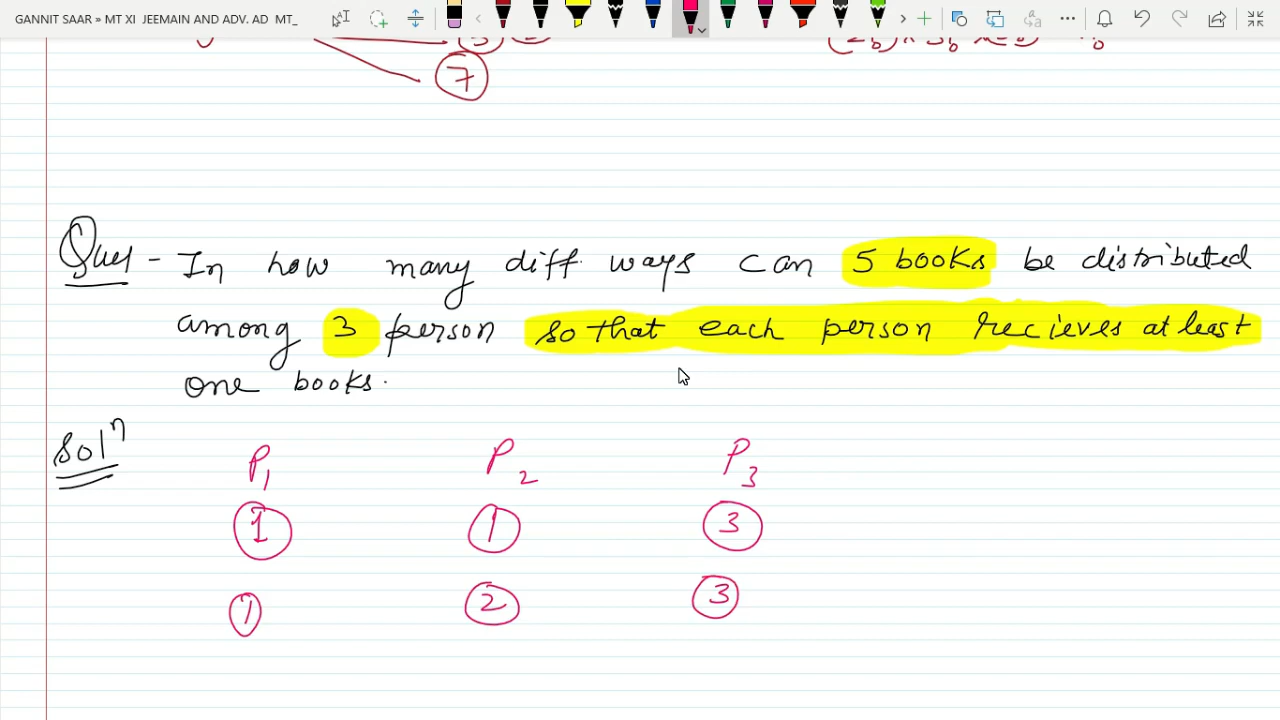 GANNIT SAAR » MT XI JEEMAIN AND ADV. AD MT_
7
Ques - In how many diff. ways can 5 books be distributed
among 3 person so that each person recieves at least
one books.
Solⁿ
P₁ P₂ P₃
1 1 3
1 2 3